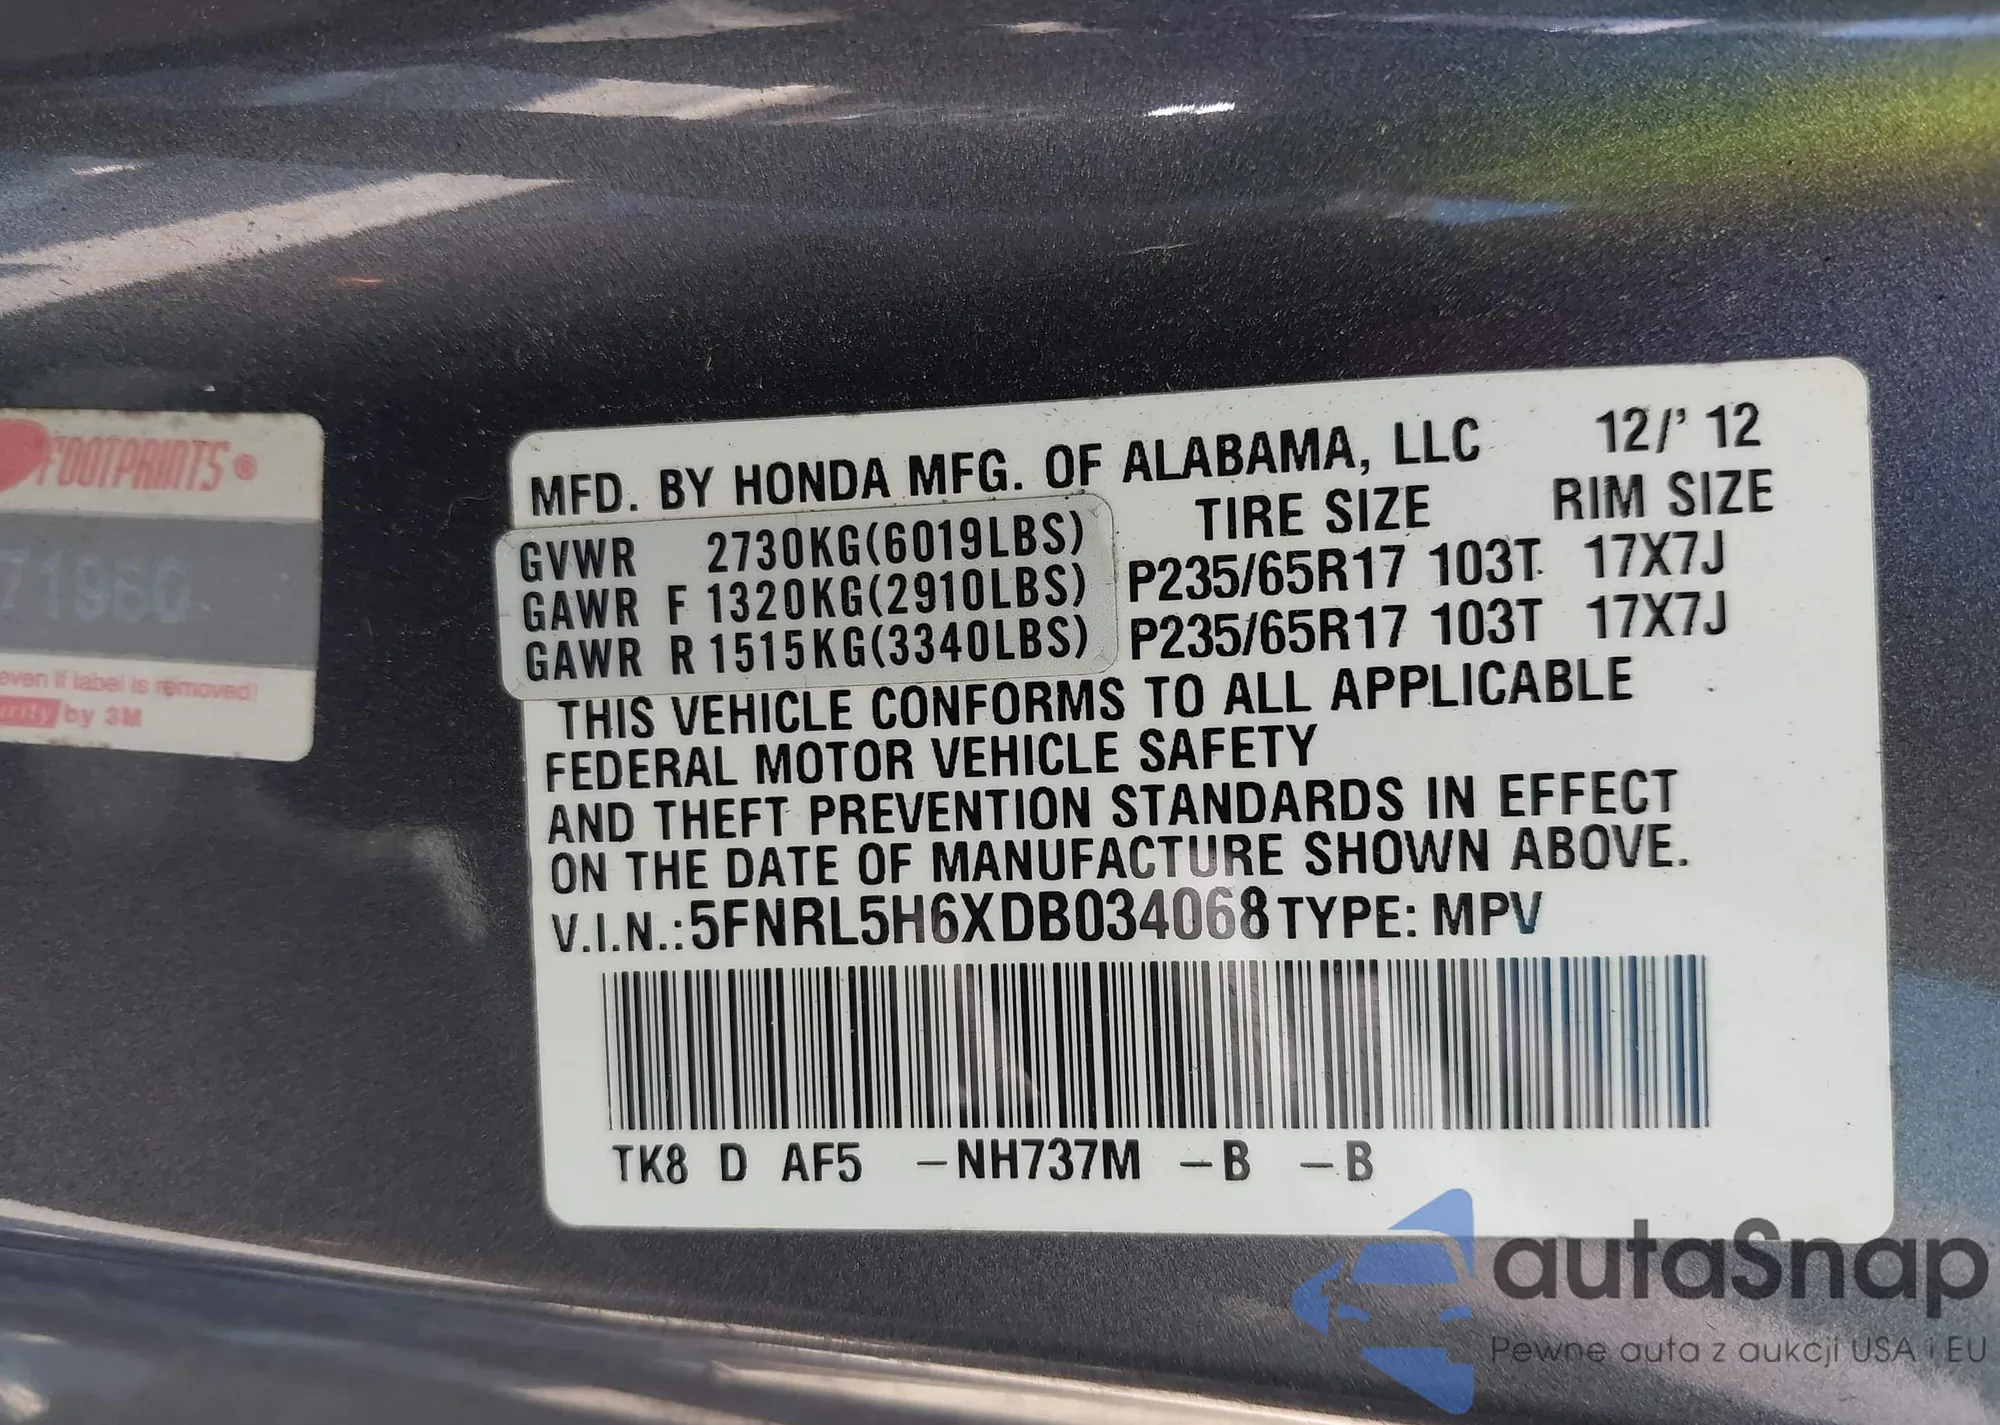 FOOTPRINTS®
71960
even if label is removed!
by 3M
MFD. BY HONDA MFG. OF ALABAMA, LLC 12/' 12
TIRE SIZE RIM SIZE
GVWR 2730KG(6019LBS)
GAWR F 1320KG(2910LBS) P235/65R17 103T 17X7J
GAWR R 1515KG(3340LBS) P235/65R17 103T 17X7J
THIS VEHICLE CONFORMS TO ALL APPLICABLE
FEDERAL MOTOR VEHICLE SAFETY
AND THEFT PREVENTION STANDARDS IN EFFECT
ON THE DATE OF MANUFACTURE SHOWN ABOVE.
V.I.N.:5FNRL5H6XDB034068 TYPE: MPV
TK8 D AF5 –NH737M –B –B
autaSnap
Pewne auta z aukcji USA i EU